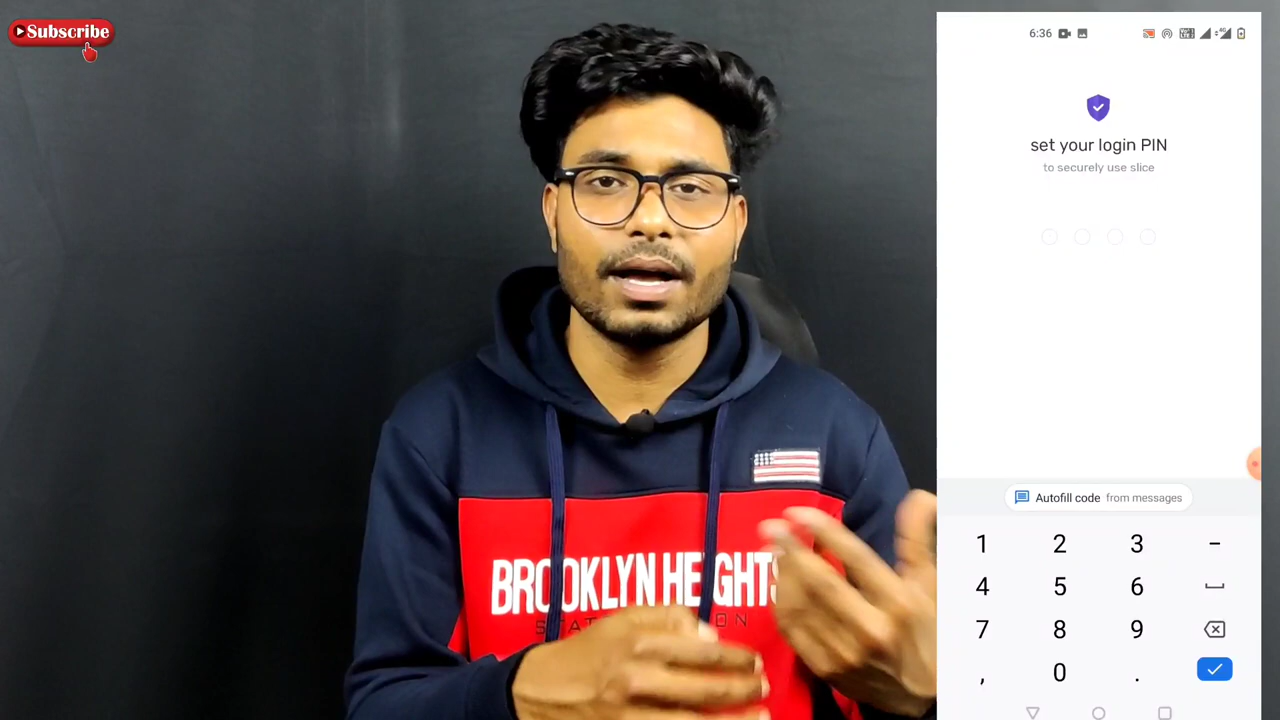 Subscribe
6:36
set your login PIN
to securely use slice
Autofill code from messages
1 2 3 -
4 5 6
7 8 9
, 0 .
BROOKLYN HEIGHTS